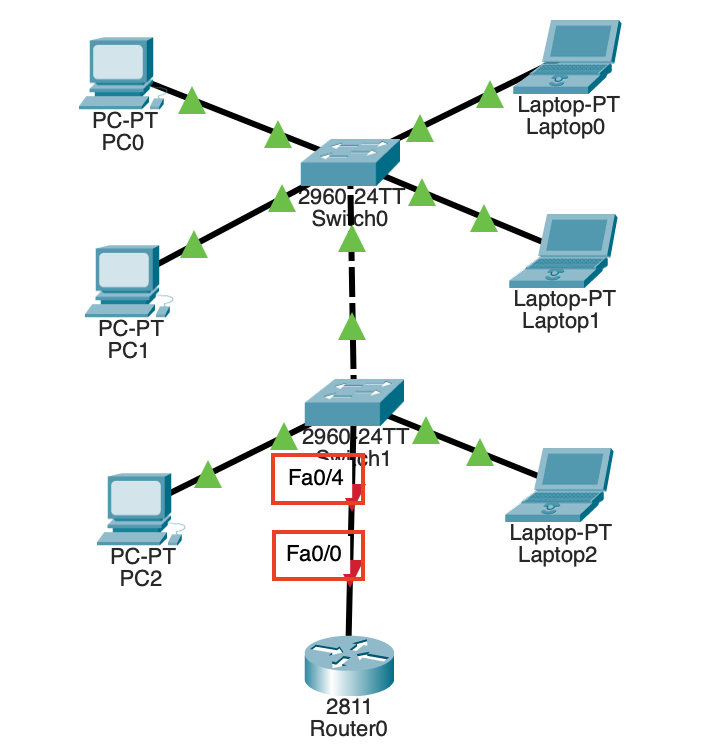 PC-PT
PC0
Laptop-PT
Laptop0
2960-24TT
Switch0
PC-PT
PC1
Laptop-PT
Laptop1
2960-24TT
Switch1
Fa0/4
Fa0/0
PC-PT
PC2
Laptop-PT
Laptop2
2811
Router0